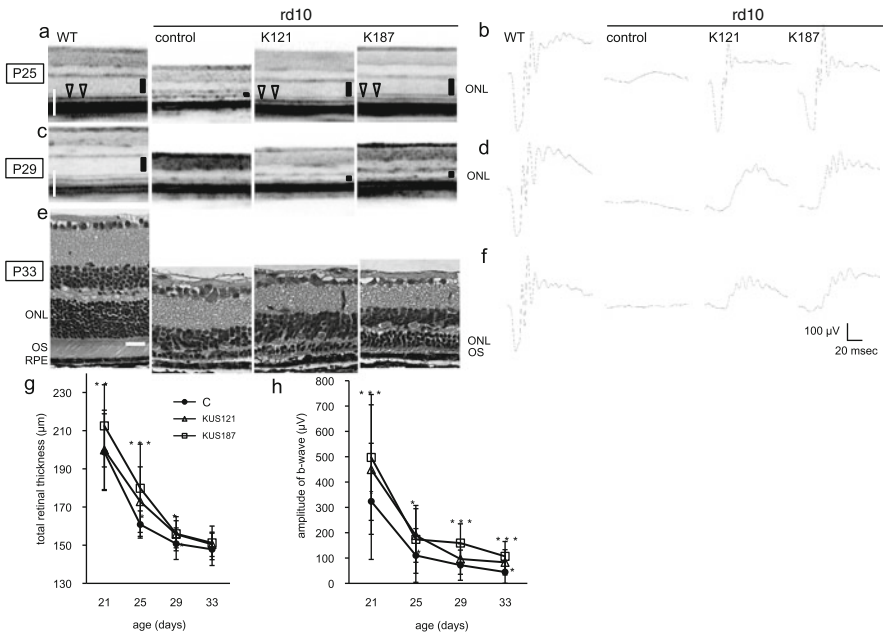 rd10
a WT control K121 K187
P25
ONL
c
P29
ONL
e
P33
ONL
OS
RPE
ONL
OS
rd10
b WT control K121 K187
d
f
100 µV
20 msec
g
total retinal thickness (µm)
230
210
190
170
150
130
21 25 29 33
age (days)
C
KUS121
KUS187
* *
* * *
*
*
h
amplitude of b-wave (µV)
800
700
600
500
400
300
200
100
0
21 25 29 33
age (days)
* * *
*
*
* * *
* * *
*